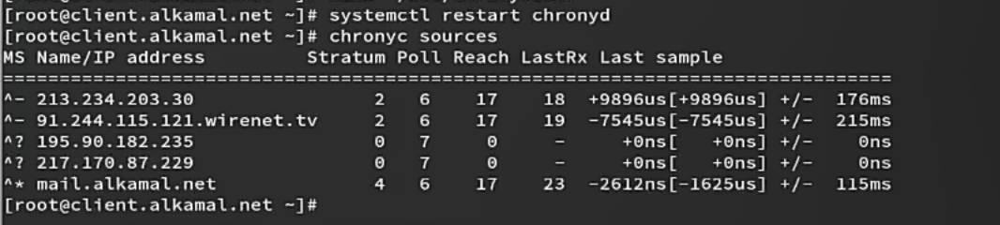 [root@client.alkamal.net ~]# systemctl restart chronyd
[root@client.alkamal.net ~]# chronyc sources
MS Name/IP address         Stratum Poll Reach LastRx Last sample
===============================================================================
^- 213.234.203.30                2   6    17    18  +9896us[+9896us] +/-  176ms
^- 91.244.115.121.wirenet.tv     2   6    17    19  -7545us[-7545us] +/-  215ms
^? 195.90.182.235                0   7     0     -     +0ns[   +0ns] +/-    0ns
^? 217.170.87.229                0   7     0     -     +0ns[   +0ns] +/-    0ns
^* mail.alkamal.net              4   6    17    23  -2612ns[-1625us] +/-  115ms
[root@client.alkamal.net ~]#